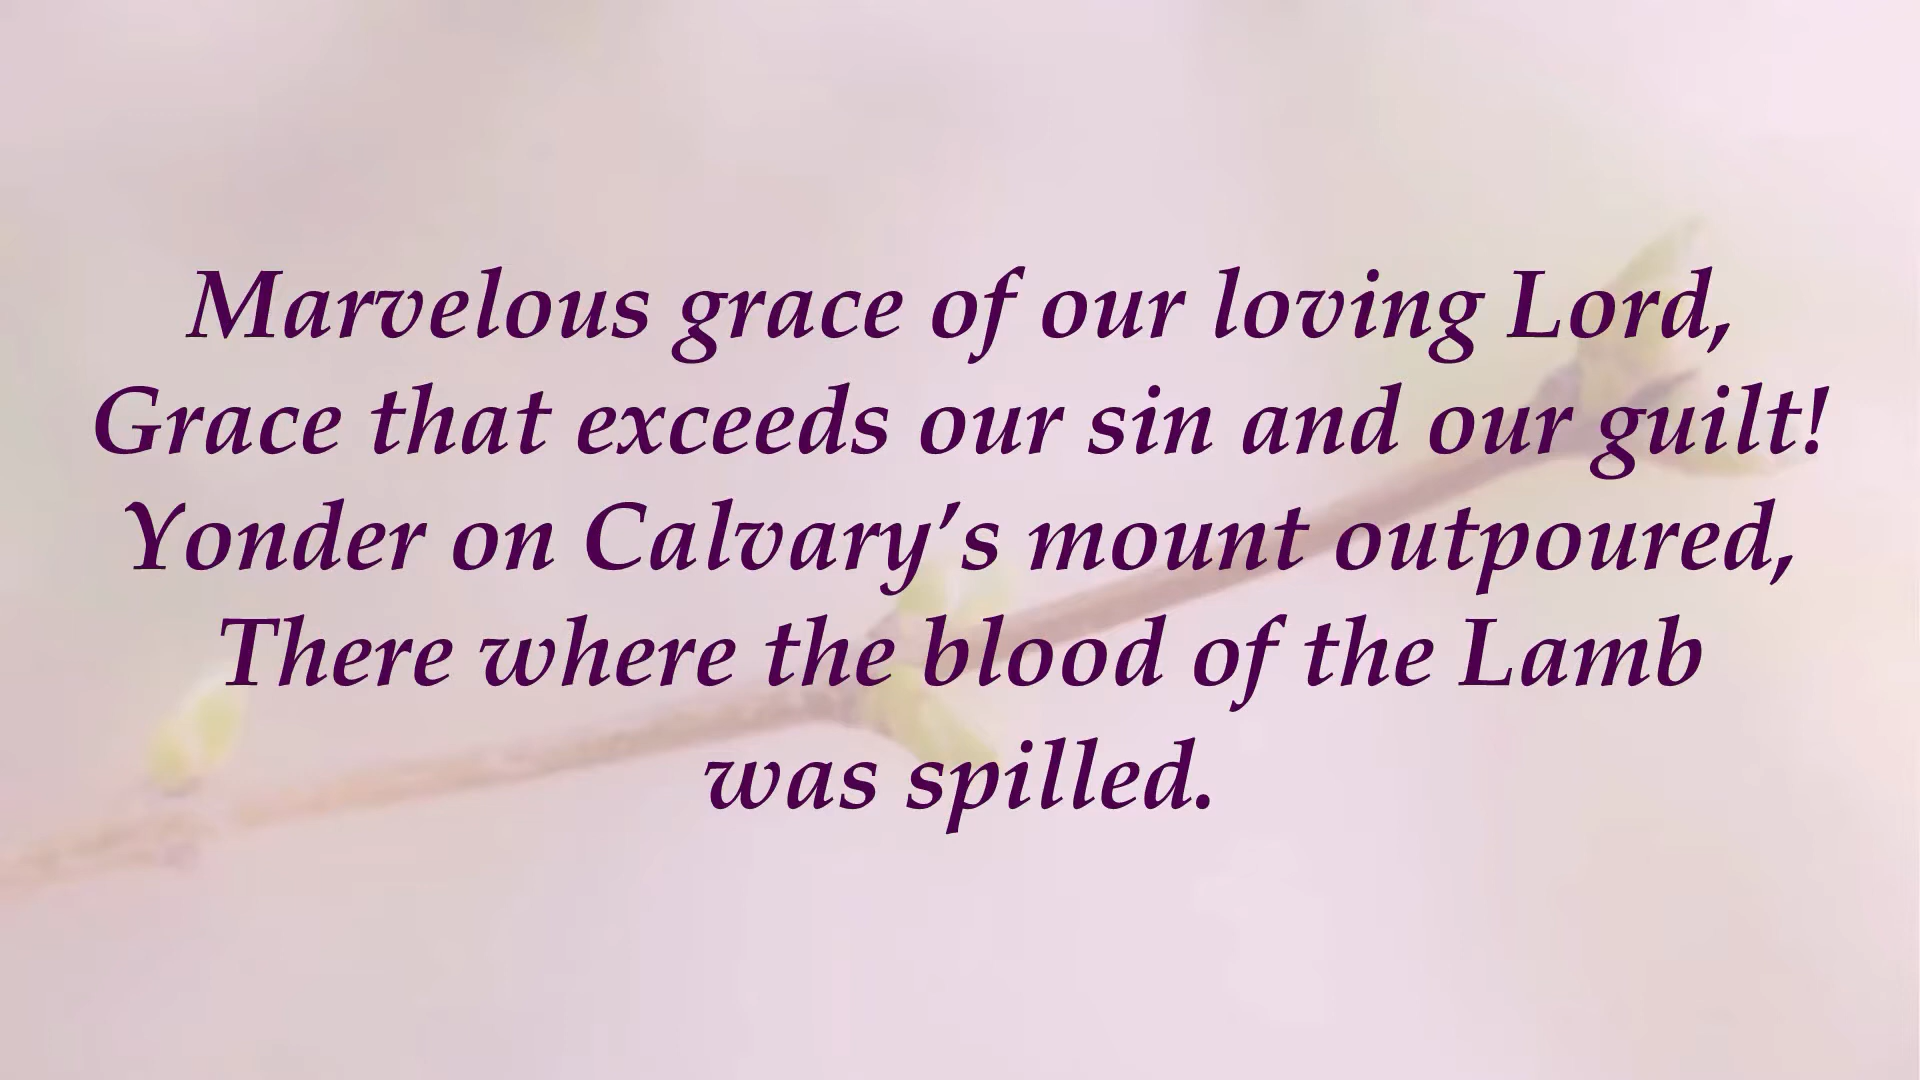 Marvelous grace of our loving Lord,
Grace that exceeds our sin and our guilt!
Yonder on Calvary’s mount outpoured,
There where the blood of the Lamb
was spilled.